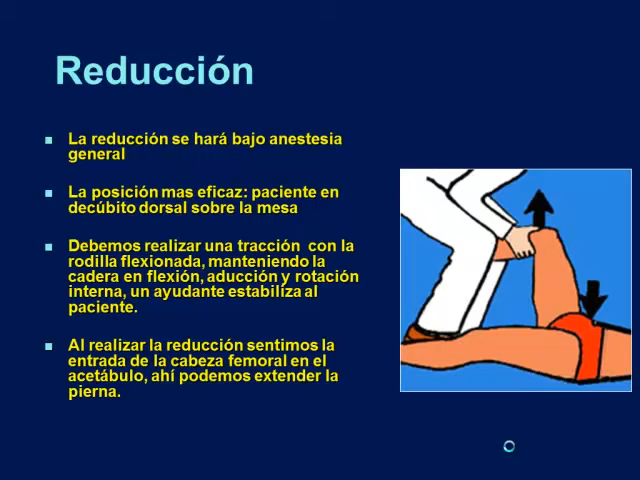 Reducción
La reducción se hará bajo anestesia
general
La posición mas eficaz: paciente en
decúbito dorsal sobre la mesa
Debemos realizar una tracción con la
rodilla flexionada, manteniendo la
cadera en flexión, aducción y rotación
interna, un ayudante estabiliza al
paciente.
Al realizar la reducción sentimos la
entrada de la cabeza femoral en el
acetábulo, ahí podemos extender la
pierna.